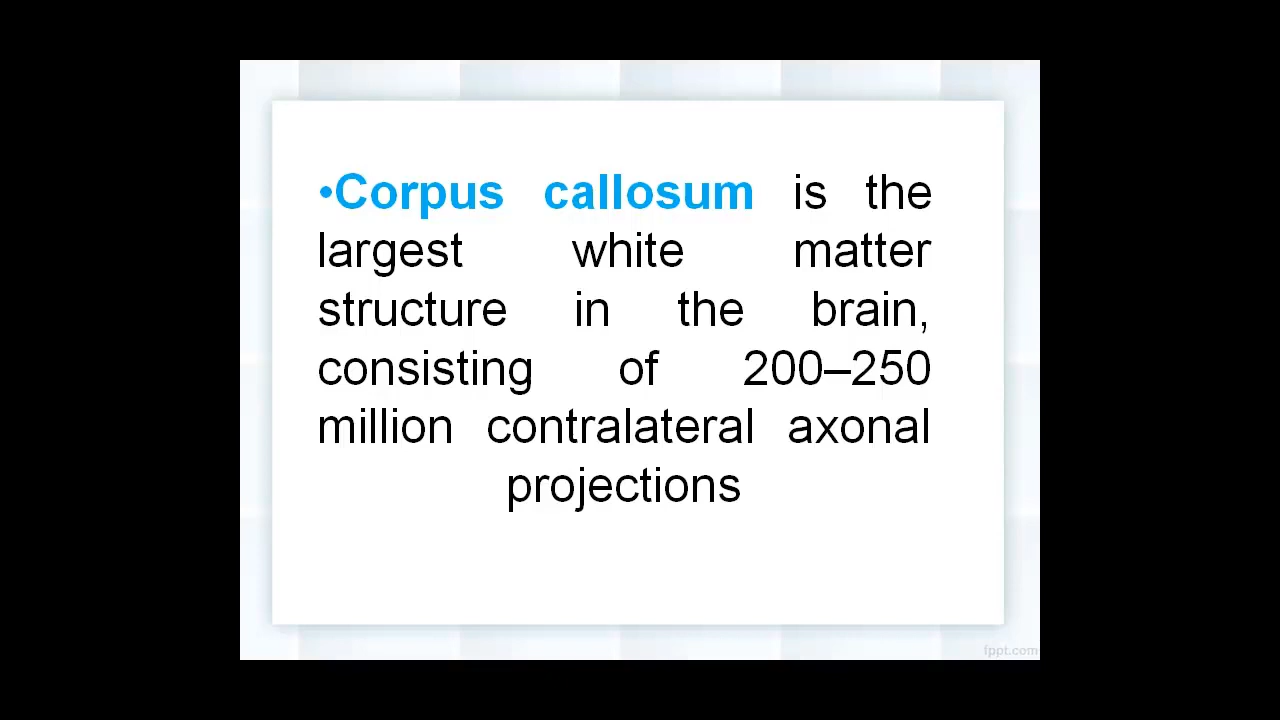 •Corpus callosum is the
largest white matter
structure in the brain,
consisting of 200–250
million contralateral axonal
projections
fppt.com